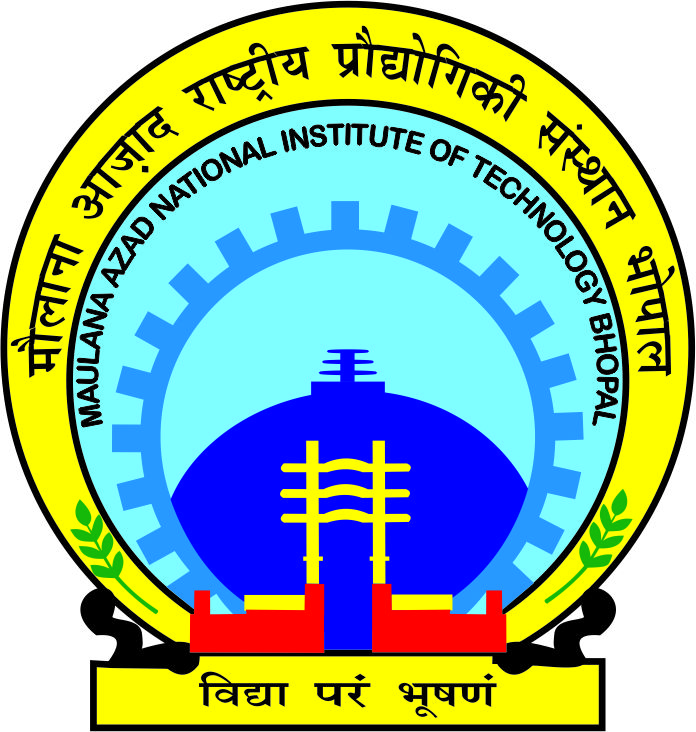 मौलाना आज़ाद राष्ट्रीय प्रौद्योगिकी संस्थान भोपाल
MAULANA AZAD NATIONAL INSTITUTE OF TECHNOLOGY BHOPAL
विद्या परं भूषणं